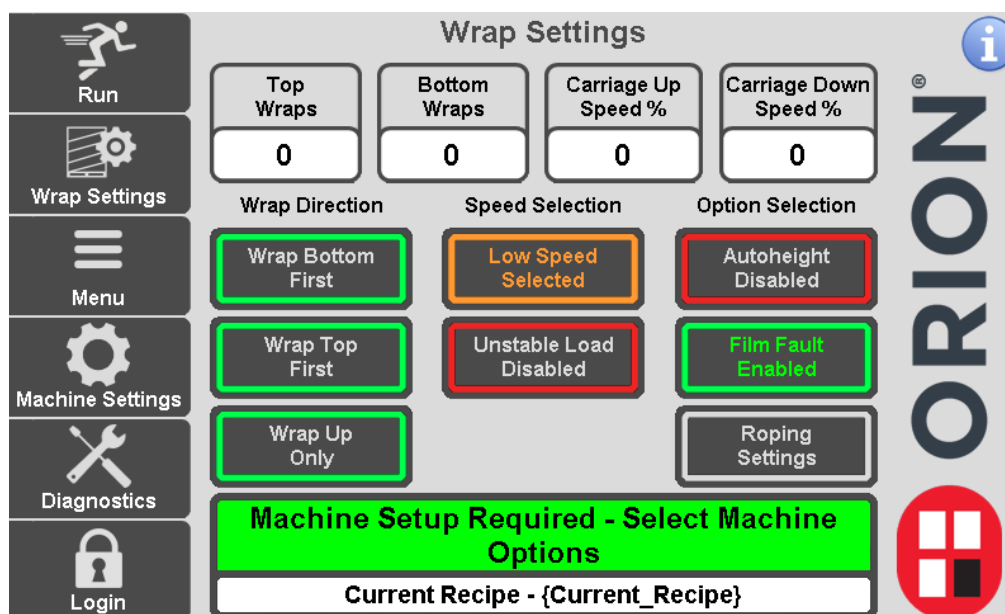 Wrap Settings
i
Run
Wrap Settings
Menu
Machine Settings
Diagnostics
Login
Top
Wraps
0
Bottom
Wraps
0
Carriage Up
Speed %
0
Carriage Down
Speed %
0
Wrap Direction
Wrap Bottom
First
Wrap Top
First
Wrap Up
Only
Speed Selection
Low Speed
Selected
Unstable Load
Disabled
Option Selection
Autoheight
Disabled
Film Fault
Enabled
Roping
Settings
Machine Setup Required - Select Machine
Options
Current Recipe - {Current_Recipe}
ORION®